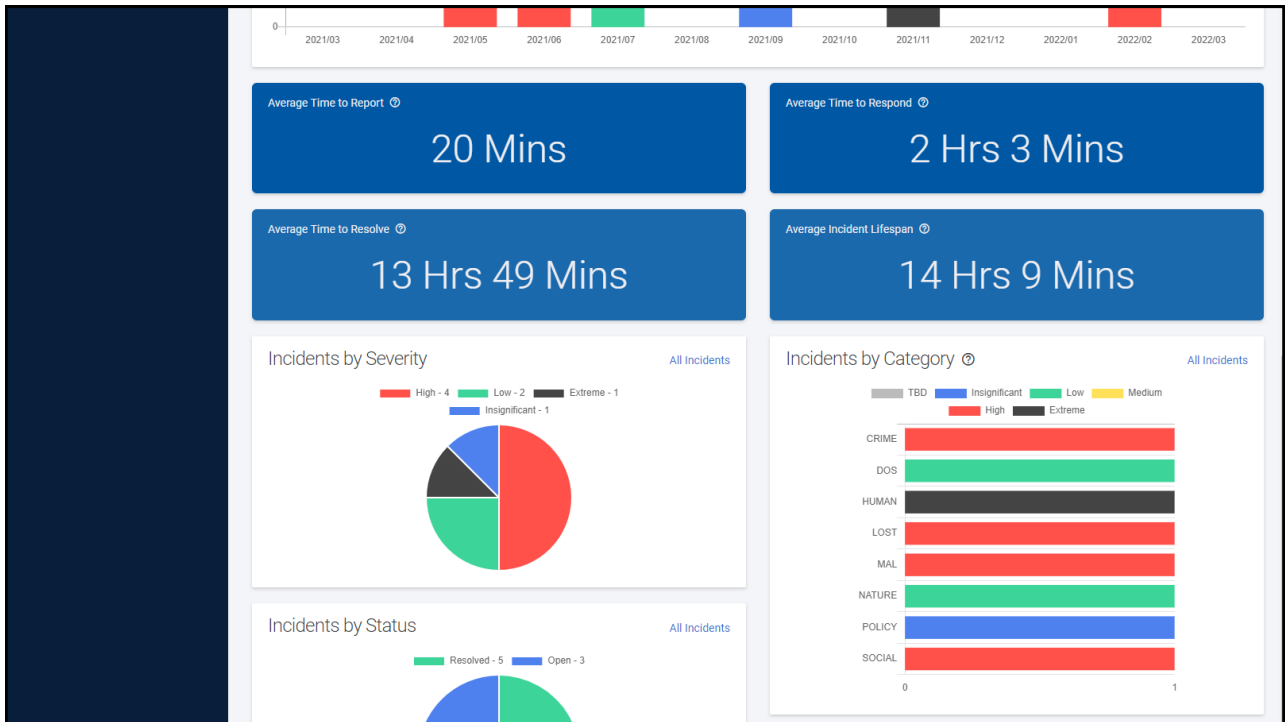 0
2021/03 2021/04 2021/05 2021/06 2021/07 2021/08 2021/09 2021/10 2021/11 2021/12 2022/01 2022/02 2022/03
Average Time to Report
20 Mins
Average Time to Respond
2 Hrs 3 Mins
Average Time to Resolve
13 Hrs 49 Mins
Average Incident Lifespan
14 Hrs 9 Mins
Incidents by Severity All Incidents
High - 4 Low - 2 Extreme - 1
Insignificant - 1
Incidents by Category All Incidents
TBD Insignificant Low Medium
High Extreme
CRIME
DOS
HUMAN
LOST
MAL
NATURE
POLICY
SOCIAL
0 1
Incidents by Status All Incidents
Resolved - 5 Open - 3